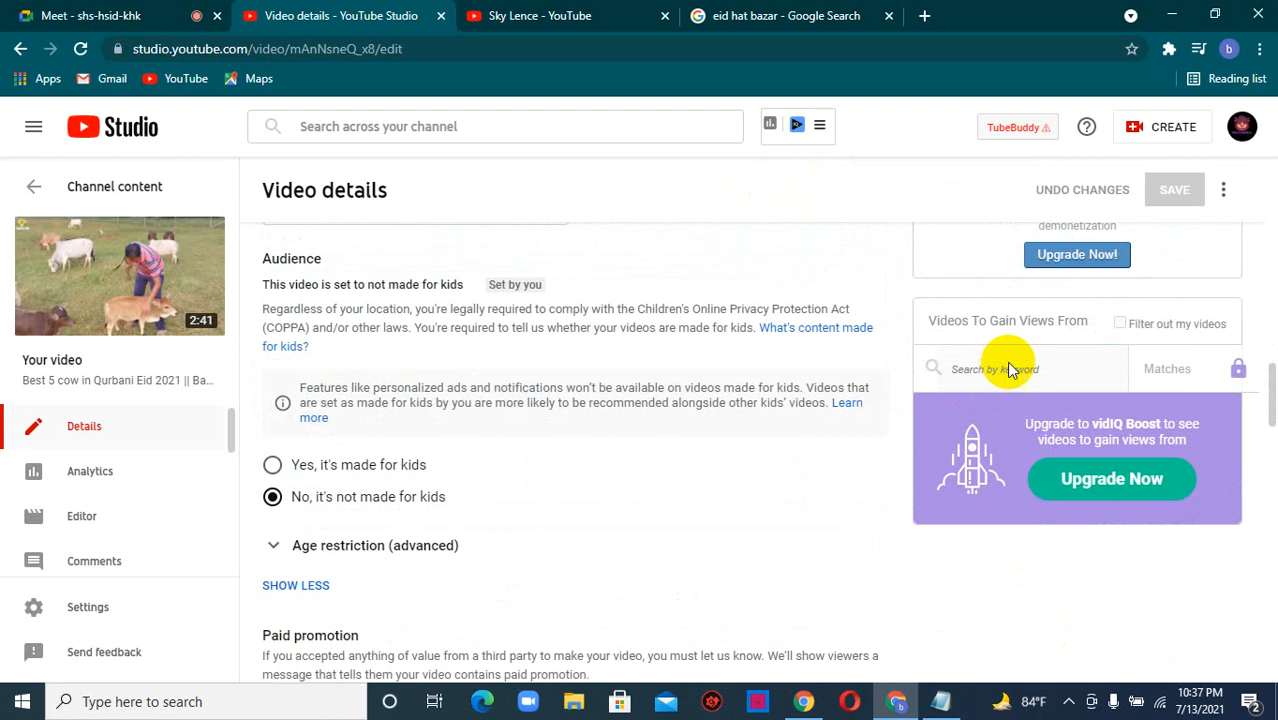 Meet - shs-hsid-khk
Video details - YouTube Studio
Sky Lence - YouTube
eid hat bazar - Google Search
studio.youtube.com/video/mAnNsneQ_x8/edit
Apps
Gmail
YouTube
Maps
Reading list
Studio
Search across your channel
TubeBuddy
CREATE
Channel content
Video details
UNDO CHANGES
SAVE
2:41
Your video
Best 5 cow in Qurbani Eid 2021 || Ba...
Details
Analytics
Editor
Comments
Settings
Send feedback
Audience
This video is set to not made for kids
Set by you
Regardless of your location, you're legally required to comply with the Children's Online Privacy Protection Act
(COPPA) and/or other laws. You're required to tell us whether your videos are made for kids. What's content made
for kids?
Features like personalized ads and notifications won't be available on videos made for kids. Videos that
are set as made for kids by you are more likely to be recommended alongside other kids' videos. Learn
more
Yes, it's made for kids
No, it's not made for kids
Age restriction (advanced)
SHOW LESS
Paid promotion
If you accepted anything of value from a third party to make your video, you must let us know. We'll show viewers a
message that tells them your video contains paid promotion.
demonetization
Upgrade Now!
Videos To Gain Views From
Filter out my videos
Search by keyword
Matches
Upgrade to vidIQ Boost to see
videos to gain views from
Upgrade Now
Type here to search
84°F
10:37 PM
7/13/2021
2